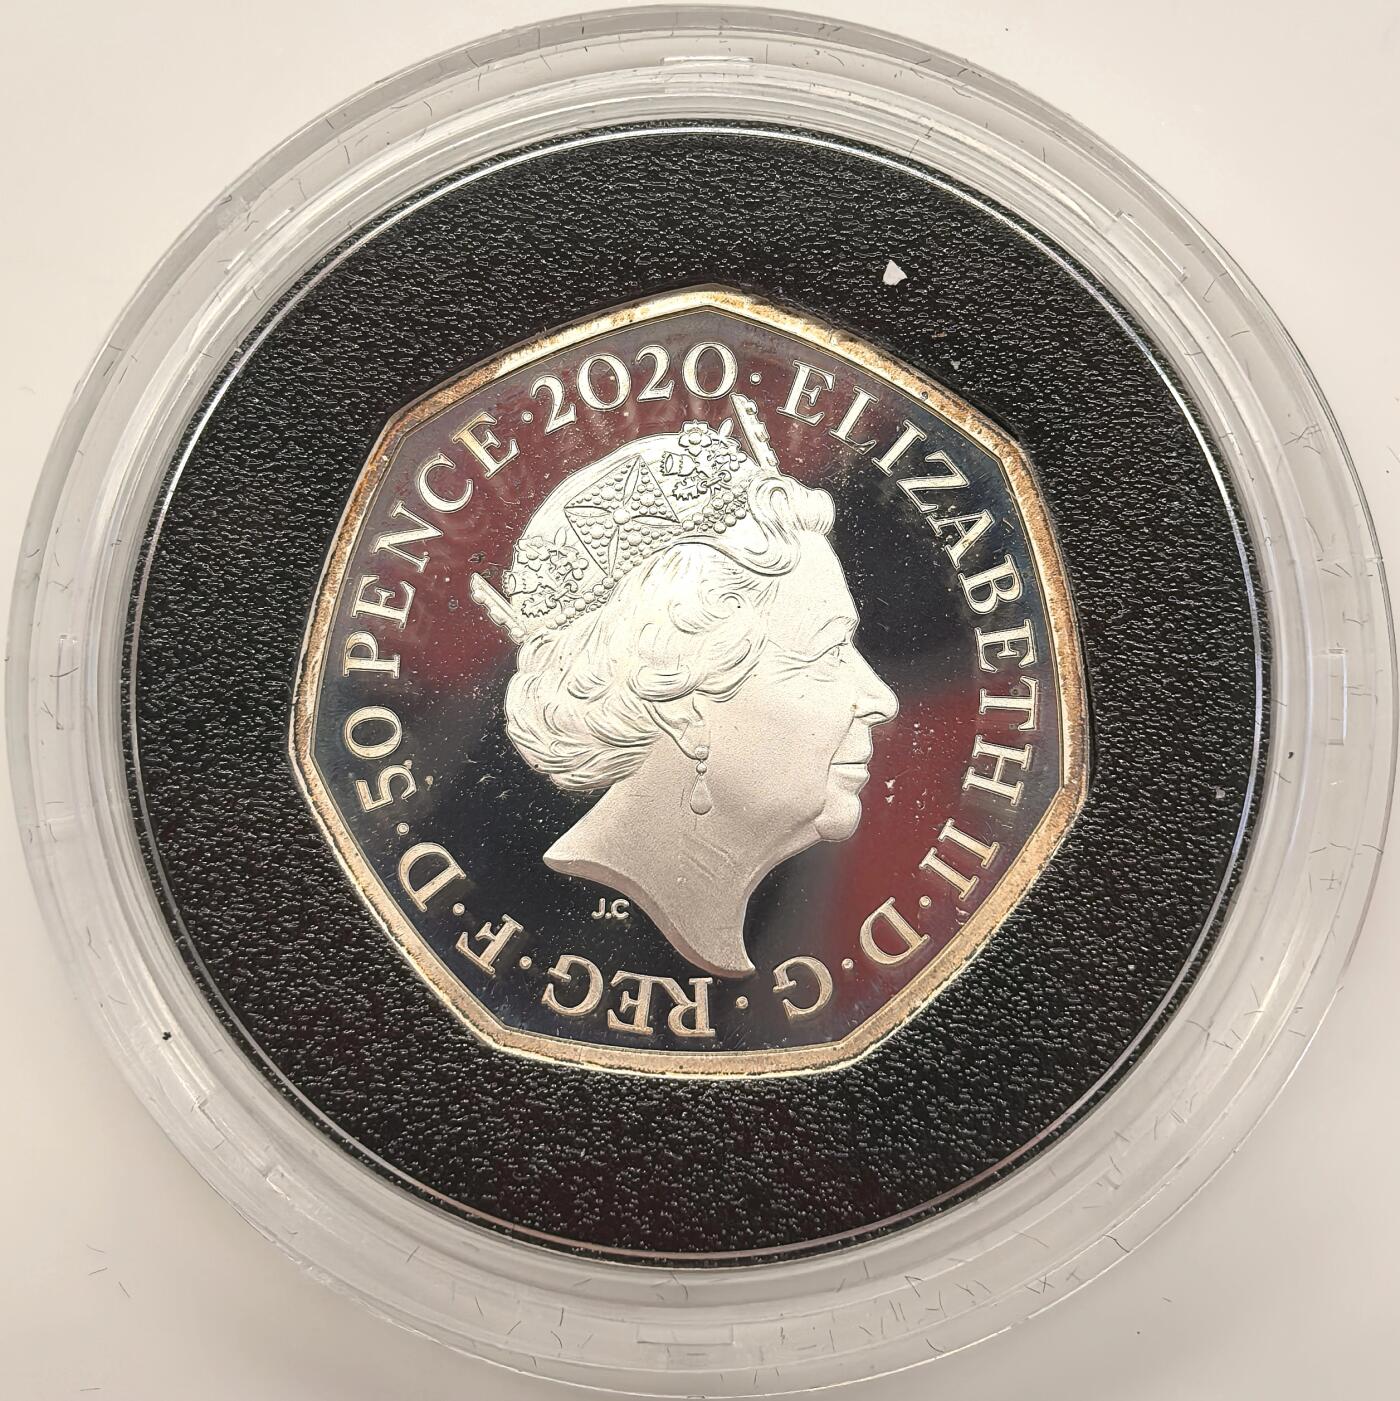 ELIZABETH II · D · G · REG · F · D · 50 PENCE · 2020 ·
J.C